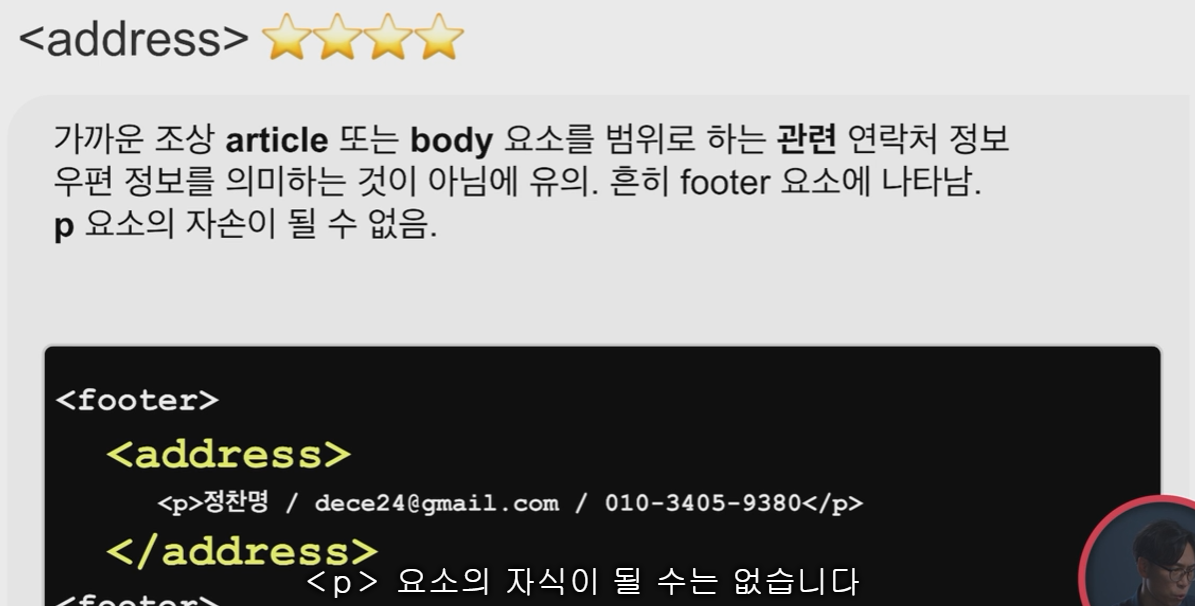 <address> ⭐⭐⭐⭐
가까운 조상 article 또는 body 요소를 범위로 하는 관련 연락처 정보
우편 정보를 의미하는 것이 아님에 유의. 흔히 footer 요소에 나타남.
p 요소의 자손이 될 수 없음.
<footer>
<address>
<p>정찬명 / dece24@gmail.com / 010-3405-9380</p>
</address>
<p> 요소의 자식이 될 수는 없습니다
<footer>